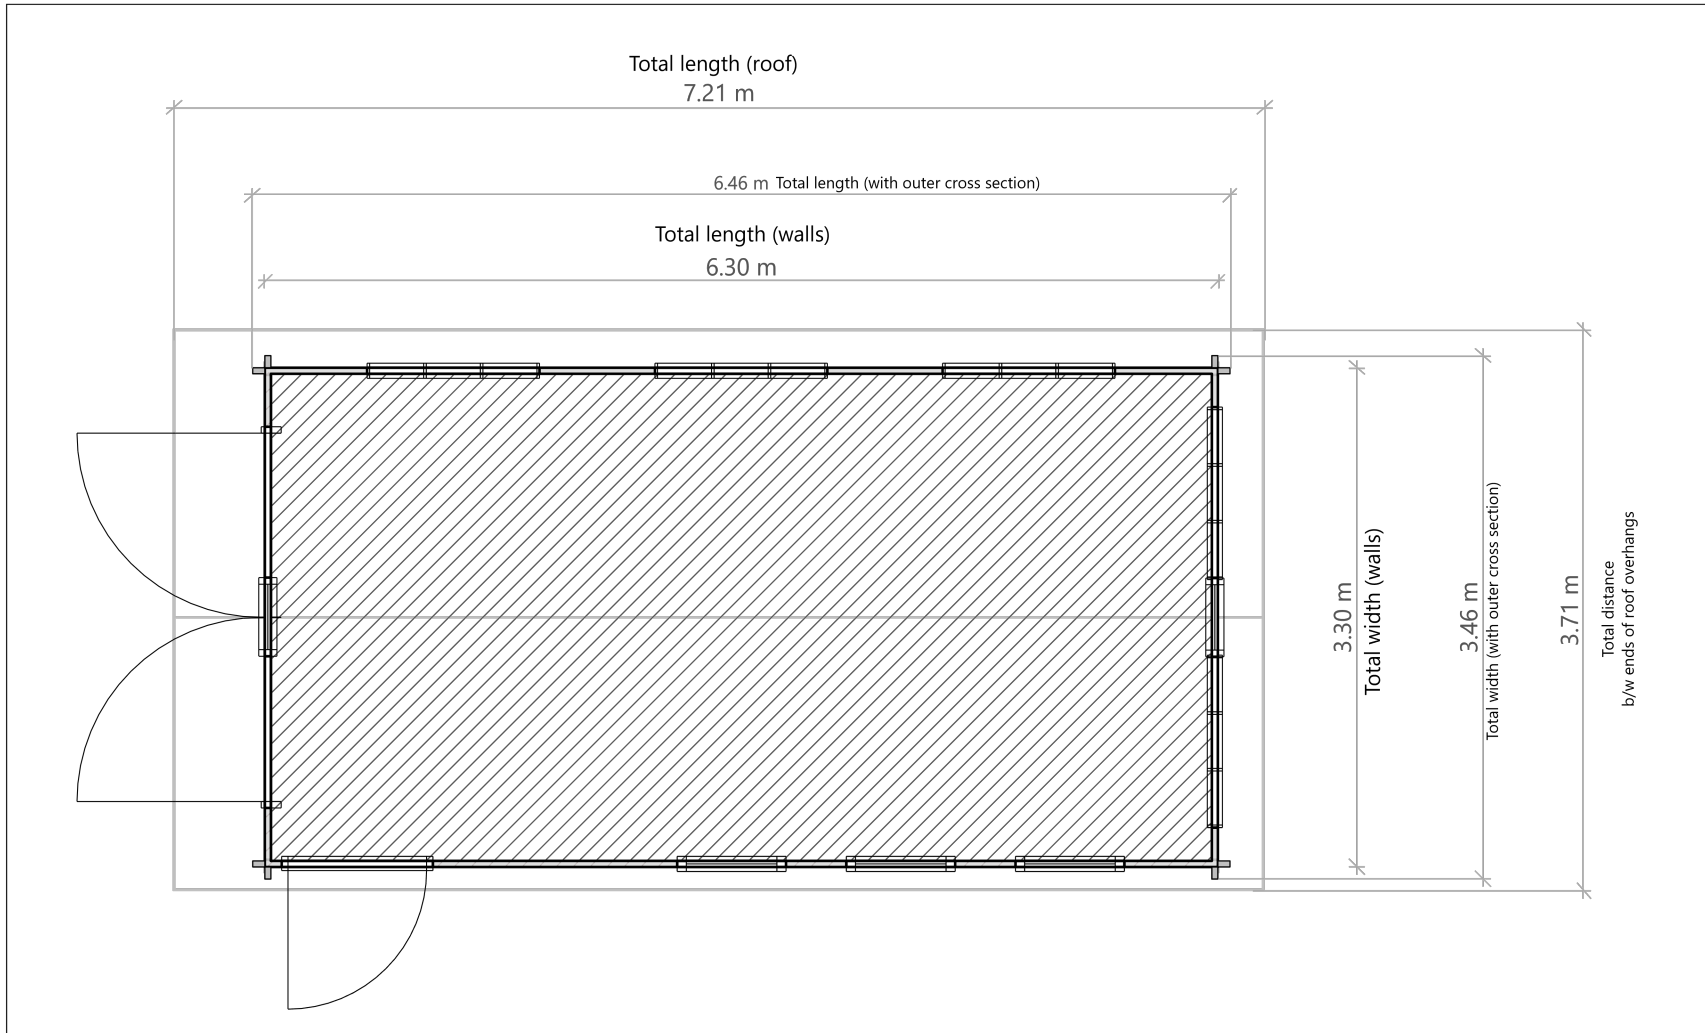 Total length (roof)
7.21 m
6.46 m Total length (with outer cross section)
Total length (walls)
6.30 m
3.30 m
Total width (walls)
3.46 m
Total width (with outer cross section)
3.71 m
Total distance
b/w ends of roof overhangs